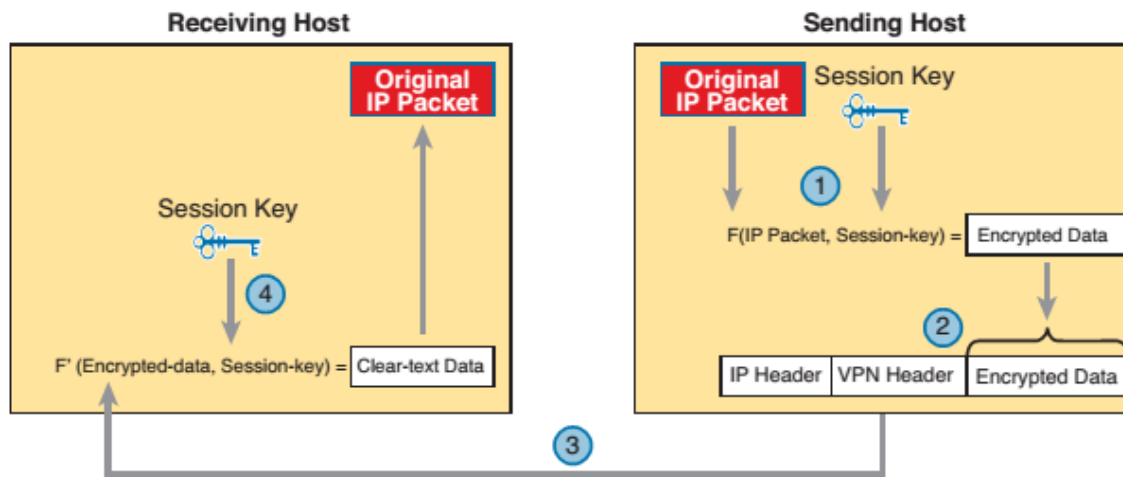 Receiving Host
Original
IP Packet
Session Key
4
F' (Encrypted-data, Session-key) = Clear-text Data
Sending Host
Original
IP Packet
Session Key
1
F(IP Packet, Session-key) = Encrypted Data
2
IP Header VPN Header Encrypted Data
3